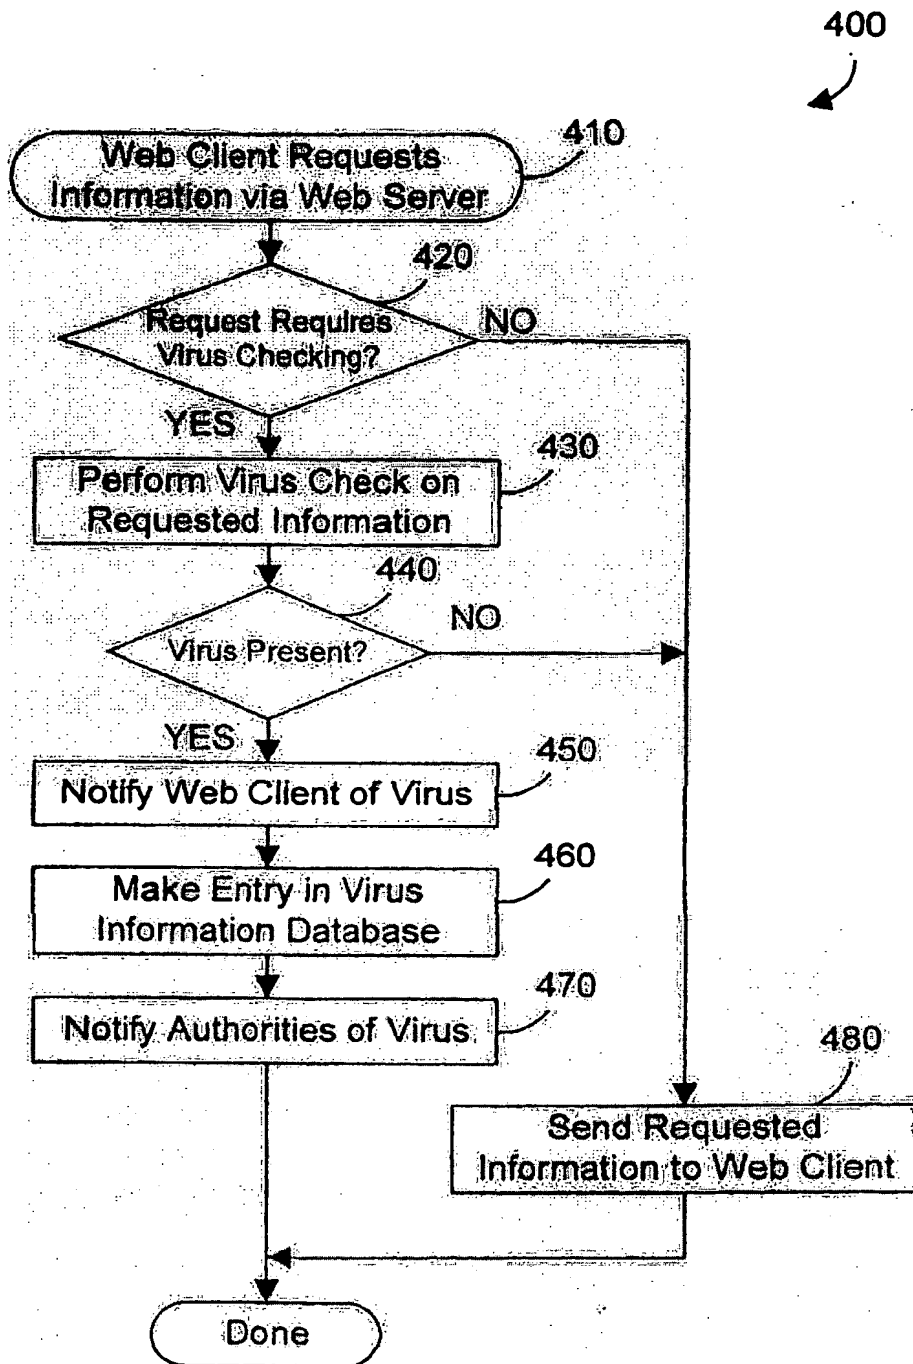 400
410
Web Client Requests
Information via Web Server
420
Request Requires
Virus Checking?
NO
YES
430
Perform Virus Check on
Requested Information
440
Virus Present?
NO
YES
450
Notify Web Client of Virus
460
Make Entry in Virus
Information Database
470
Notify Authorities of Virus
480
Send Requested
Information to Web Client
Done